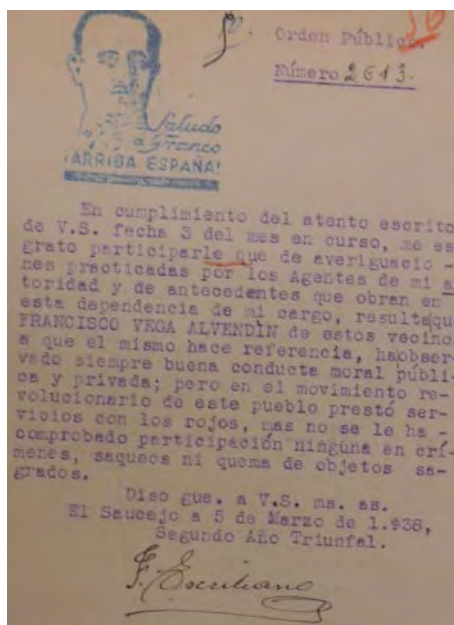 Orden Público.
Número 2613.
Saludo
a Franco
¡ARRIBA ESPAÑA!
En cumplimiento del atento escrito
de V.S. fecha 3 del mes en curso, me es
grato participarle que de averiguacio -
nes practicadas por los Agentes de mi a
toridad y de antecedentes que obran en
esta dependencia de mi cargo, resulta que
FRANCISCO VEGA ALVENDIN de estos vecino
a que el mismo hace referencia, ha obser
vado siempre buena conducta moral públi-
ca y privada; pero en el movimiento re-
volucionario de este pueblo prestó ser-
vicios con los rojos, mas no se le ha -
comprobado participación ningúna en crí-
menes, saqueos ni quema de objetos sa-
grados.
Dios gue. a V.S. ms. as.
El Saucejo a 5 de Marzo de 1.938,
Segundo Año Triunfal.
F. Escribano